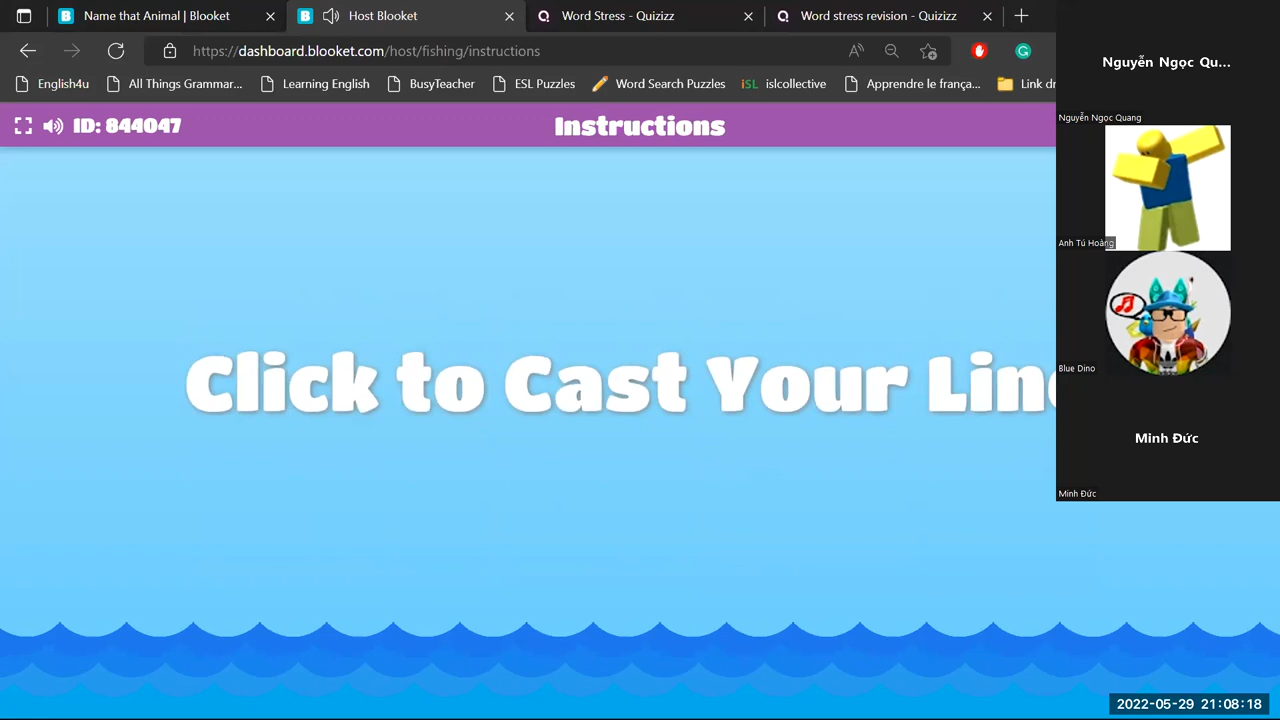 Name that Animal | Blooket
Host Blooket
Word Stress - Quizizz
Word stress revision - Quizizz
https://dashboard.blooket.com/host/fishing/instructions
English4u
All Things Grammar...
Learning English
BusyTeacher
ESL Puzzles
Word Search Puzzles
iSL islcollective
Apprendre le frança...
Link dr
ID: 844047
Instructions
Click to Cast Your Line
Nguyễn Ngọc Qu...
Nguyễn Ngọc Quang
Anh Tú Hoàng
Blue Dino
Minh Đức
Minh Đức
2022-05-29 21:08:18